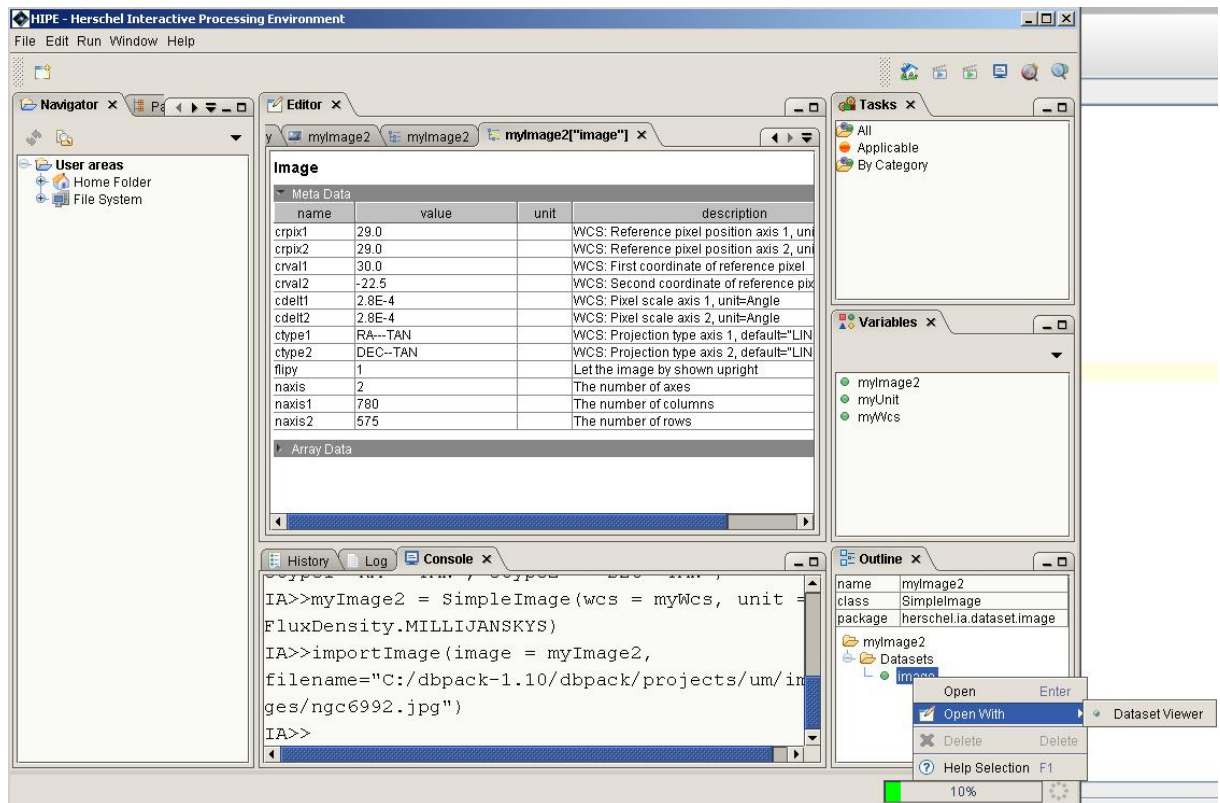 HIPE - Herschel Interactive Processing Environment
File Edit Run Window Help
Navigator
User areas
Home Folder
File System
Editor
y myImage2 myImage2 myImage2["image"]
Image
Meta Data
name value unit description
crpix1 29.0 WCS: Reference pixel position axis 1, uni
crpix2 29.0 WCS: Reference pixel position axis 2, uni
crval1 30.0 WCS: First coordinate of reference pixel
crval2 -22.5 WCS: Second coordinate of reference pix
cdelt1 2.8E-4 WCS: Pixel scale axis 1, unit=Angle
cdelt2 2.8E-4 WCS: Pixel scale axis 2, unit=Angle
ctype1 RA---TAN WCS: Projection type axis 1, default="LIN
ctype2 DEC--TAN WCS: Projection type axis 2, default="LIN
flipy 1 Let the image by shown upright
naxis 2 The number of axes
naxis1 780 The number of columns
naxis2 575 The number of rows
Array Data
Tasks
All
Applicable
By Category
Variables
myImage2
myUnit
myWcs
History Log Console
IA>>myImage2 = SimpleImage(wcs = myWcs, unit =
FluxDensity.MILLIJANSKYS)
IA>>importImage(image = myImage2,
filename="C:/dbpack-1.10/dbpack/projects/um/im
ges/ngc6992.jpg")
IA>>
Outline
name myImage2
class SimpleImage
package herschel.ia.dataset.image
myImage2
Datasets
image
Open Enter
Open With
Dataset Viewer
Delete Delete
Help Selection F1
10%